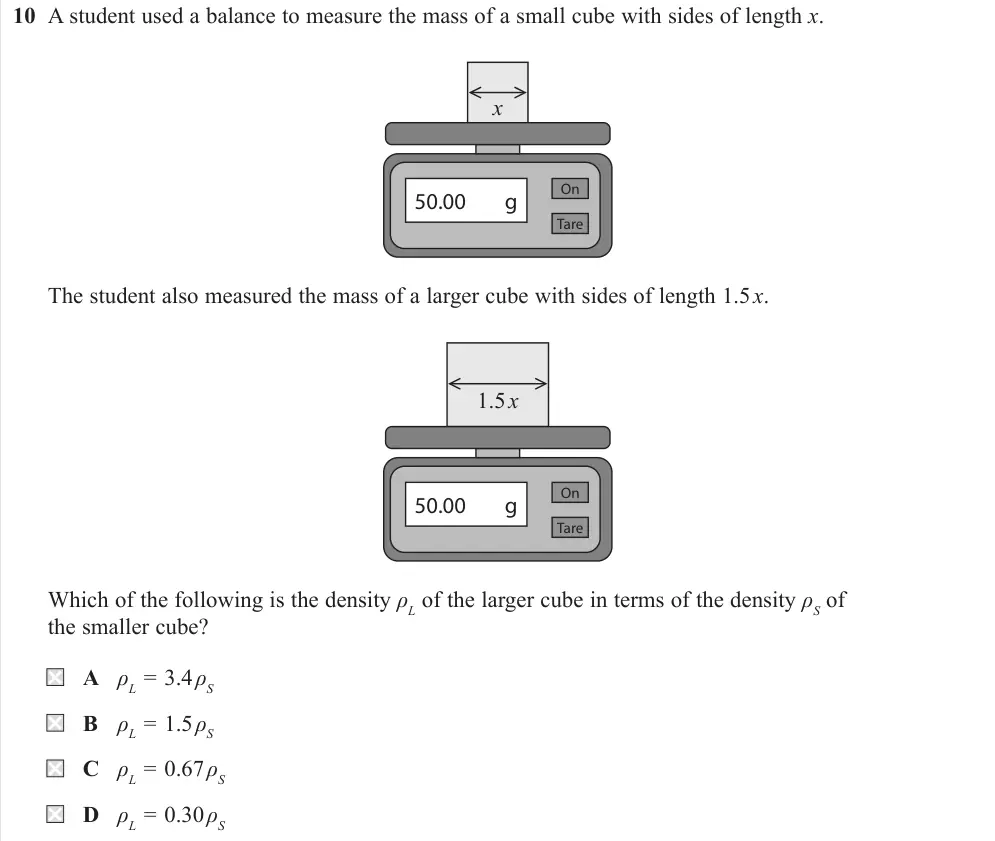 10 A student used a balance to measure the mass of a small cube with sides of length x.
x
50.00 g
On
Tare
The student also measured the mass of a larger cube with sides of length 1.5x.
1.5x
50.00 g
On
Tare
Which of the following is the density ρL of the larger cube in terms of the density ρS of
the smaller cube?
A ρL = 3.4ρS
B ρL = 1.5ρS
C ρL = 0.67ρS
D ρL = 0.30ρS